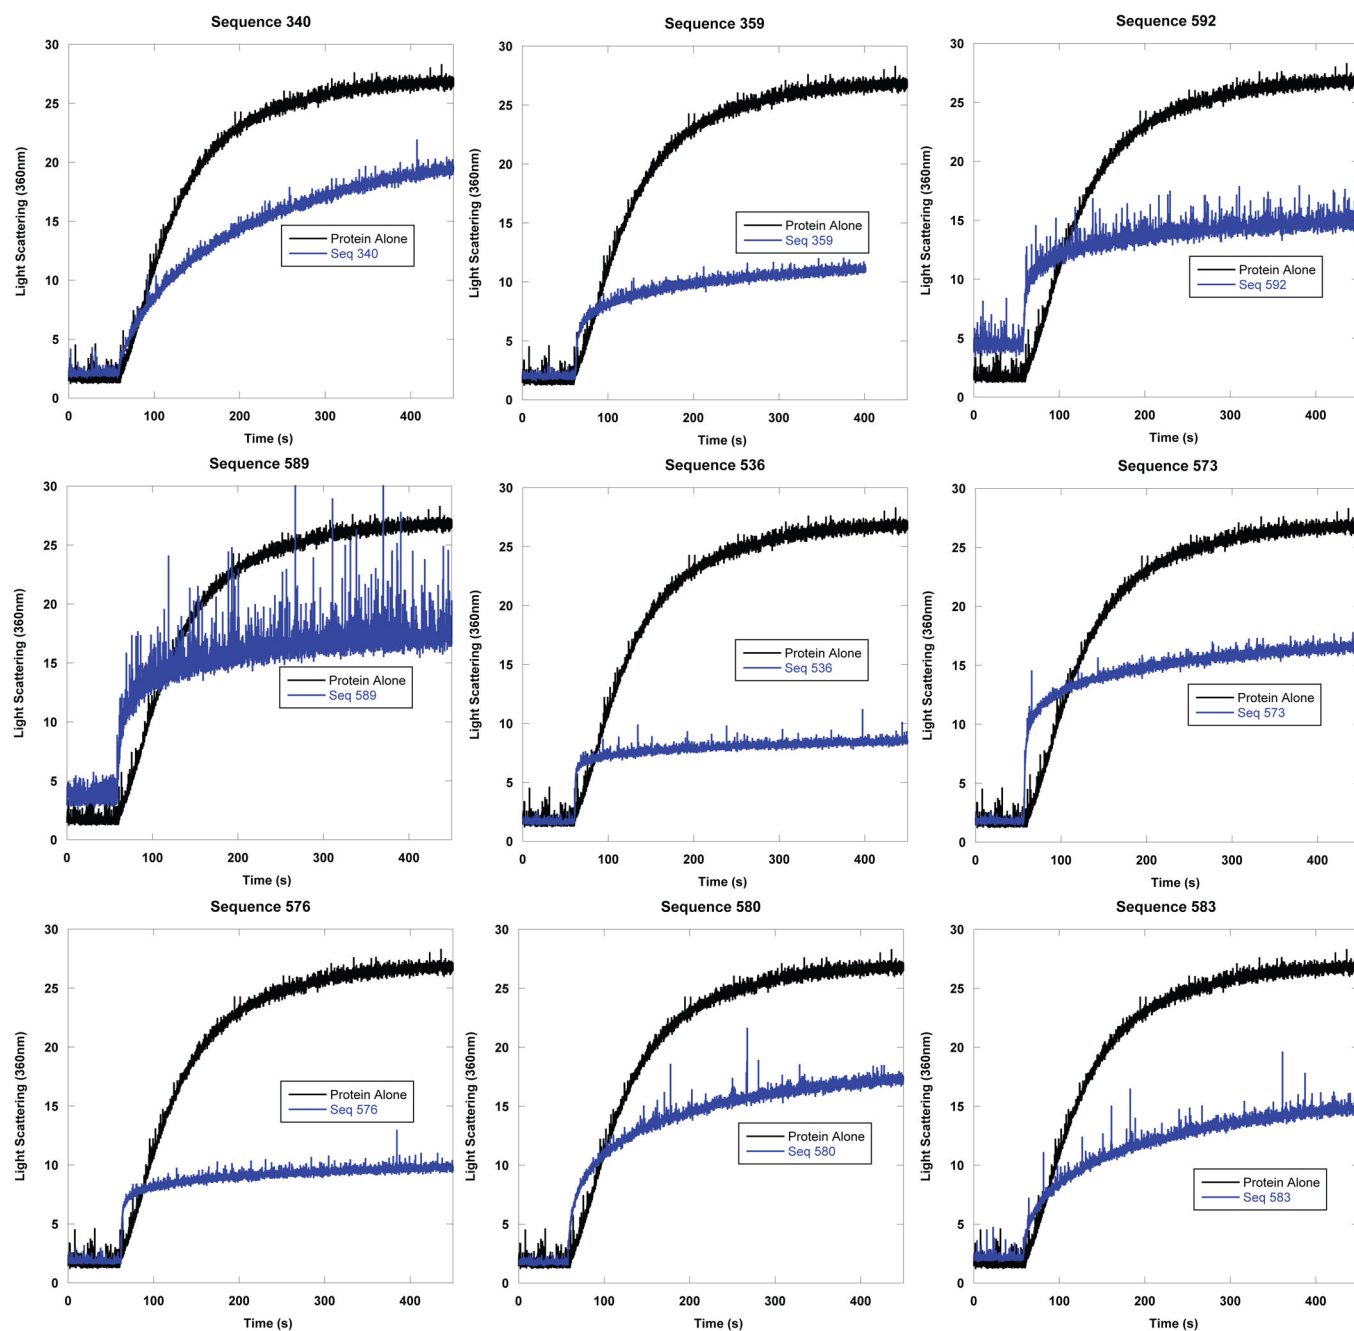 Sequence 340
Light Scattering (360nm)
30
25
20
15
10
5
0
Protein Alone
Seq 340
0 100 200 300 400
Time (s)
Sequence 359
Light Scattering (360nm)
30
25
20
15
10
5
0
Protein Alone
Seq 359
0 100 200 300 400
Time (s)
Sequence 592
Light Scattering (360nm)
30
25
20
15
10
5
0
Protein Alone
Seq 592
0 100 200 300 400
Time (s)
Sequence 589
Light Scattering (360nm)
30
25
20
15
10
5
0
Protein Alone
Seq 589
0 100 200 300 400
Time (s)
Sequence 536
Light Scattering (360nm)
30
25
20
15
10
5
0
Protein Alone
Seq 536
0 100 200 300 400
Time (s)
Sequence 573
Light Scattering (360nm)
30
25
20
15
10
5
0
Protein Alone
Seq 573
0 100 200 300 400
Time (s)
Sequence 576
Light Scattering (360nm)
30
25
20
15
10
5
0
Protein Alone
Seq 576
0 100 200 300 400
Time (s)
Sequence 580
Light Scattering (360nm)
30
25
20
15
10
5
0
Protein Alone
Seq 580
0 100 200 300 400
Time (s)
Sequence 583
Light Scattering (360nm)
30
25
20
15
10
5
0
Protein Alone
Seq 583
0 100 200 300 400
Time (s)